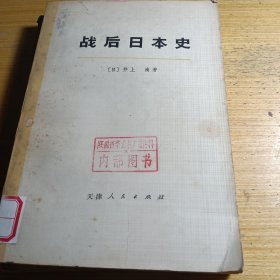 战后日本史
〔日〕井上 清著
内部图书
天津人民出版社